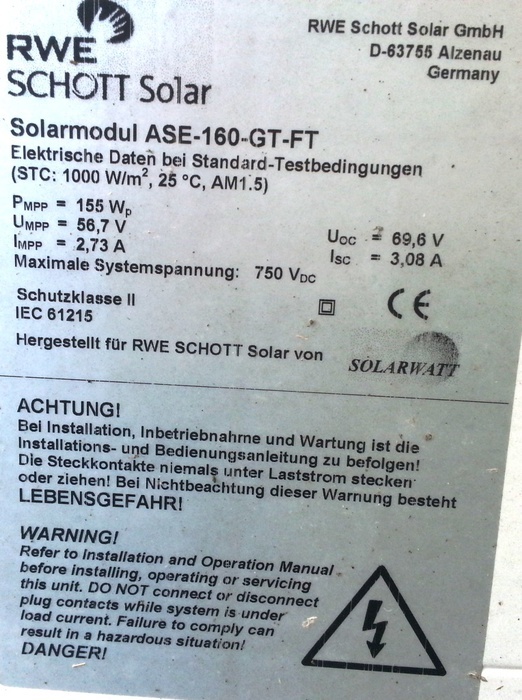 RWE
SCHOTT Solar
RWE Schott Solar GmbH
D-63755 Alzenau
Germany
Solarmodul ASE-160-GT-FT
Elektrische Daten bei Standard-Testbedingungen
(STC: 1000 W/m², 25 °C, AM1.5)
PMPP = 155 Wp
UMPP = 56,7 V
IMPP = 2,73 A
UOC = 69,6 V
ISC = 3,08 A
Maximale Systemspannung: 750 VDC
Schutzklasse II
IEC 61215
CE
Hergestellt für RWE SCHOTT Solar von
SOLARWATT
ACHTUNG!
Bei Installation, Inbetriebnahme und Wartung ist die
Installations- und Bedienungsanleitung zu befolgen!
Die Steckkontakte niemals unter Laststrom stecken
oder ziehen! Bei Nichtbeachtung dieser Warnung besteht
LEBENSGEFAHR!
WARNING!
Refer to Installation and Operation Manual
before installing, operating or servicing
this unit. DO NOT connect or disconnect
plug contacts while system is under
load current. Failure to comply can
result in a hazardous situation!
DANGER!